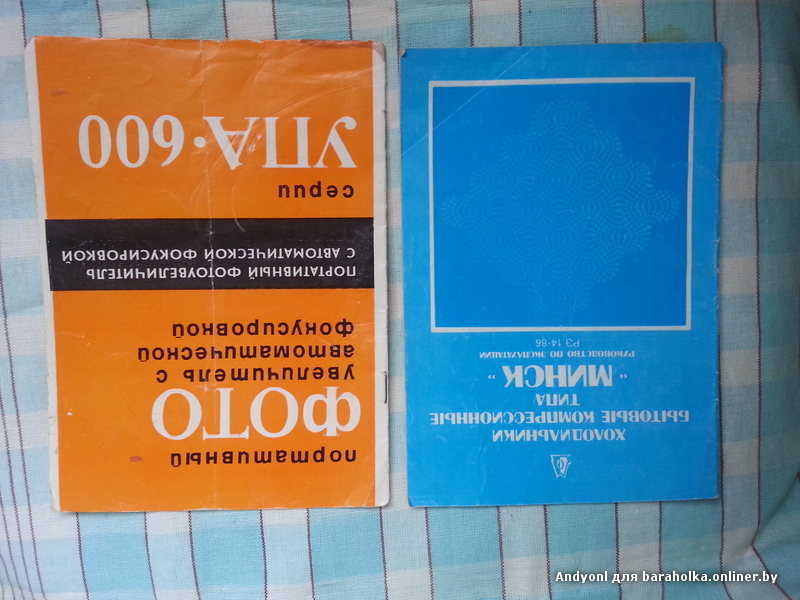 портативный
ФОТО
увеличитель с
автоматической
фокусировкой
ПОРТАТИВНЫЙ ФОТОУВЕЛИЧИТЕЛЬ
С АВТОМАТИЧЕСКОЙ ФОКУСИРОВКОЙ
серии
УПА·600
ХОЛОДИЛЬНИКИ
БЫТОВЫЕ КОМПРЕССИОННЫЕ
ТИПА
„МИНСК”
РУКОВОДСТВО ПО ЭКСПЛУАТАЦИИ
РЭ 14-86
Andyonl для baraholka.onliner.by